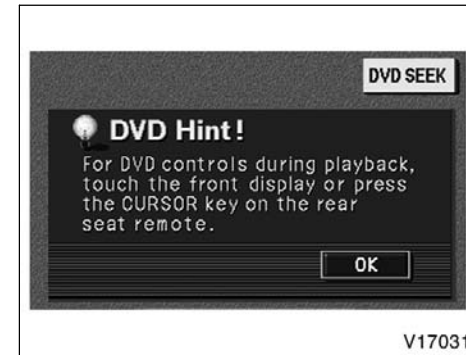 DVD SEEK
DVD Hint!
For DVD controls during playback,
touch the front display or press
the CURSOR key on the rear
seat remote.
OK
V17031